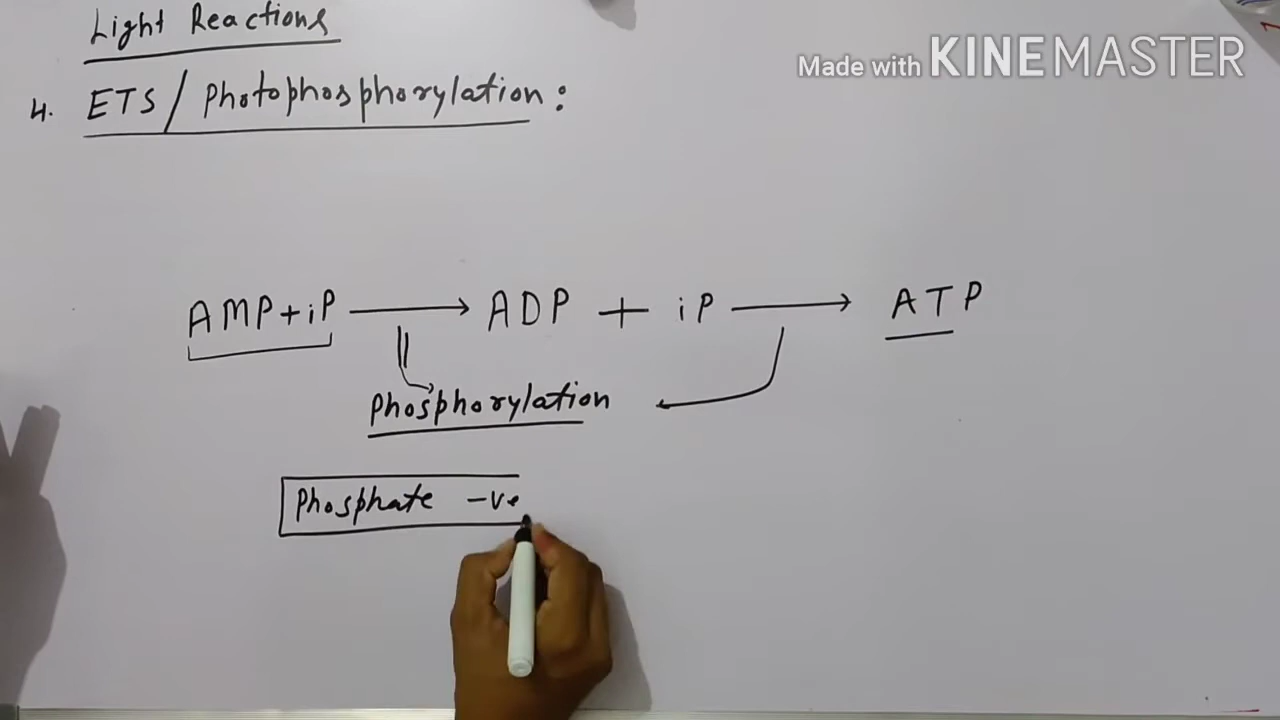 Light Reactions
Made with KINEMASTER
4. ETS / Photophosphorylation:
AMP+iP → ADP + iP → ATP
Phosphorylation
Phosphate -ve